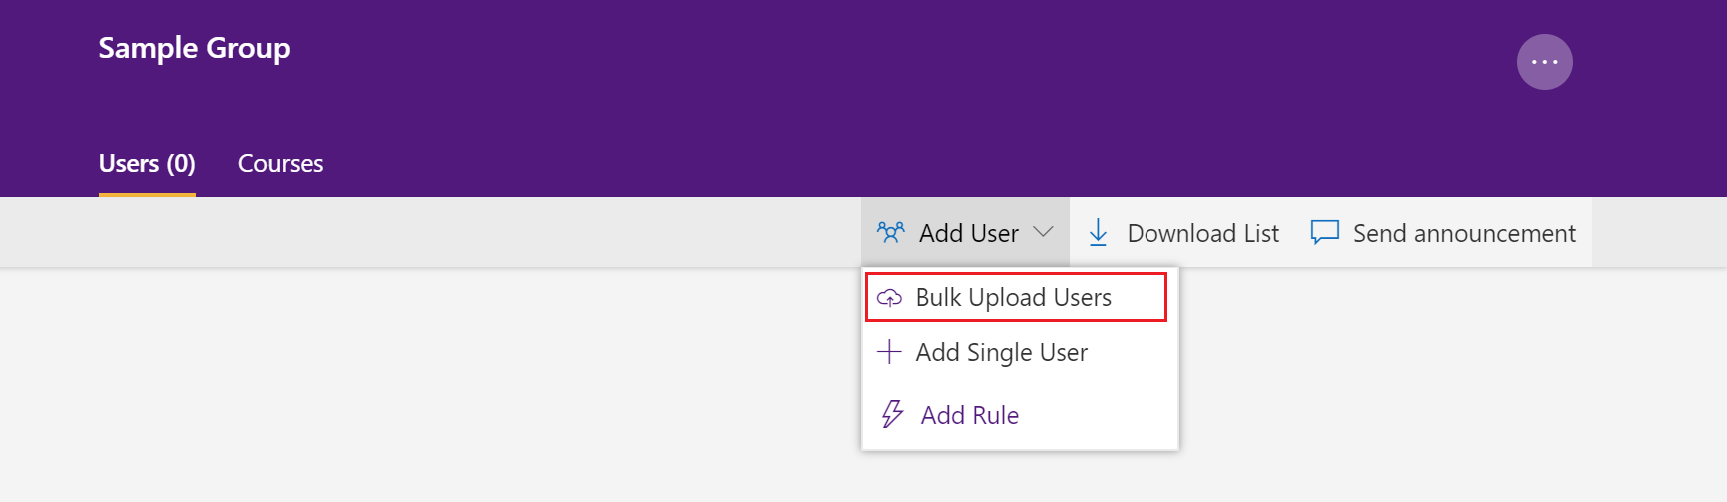 Sample Group
Users (0) Courses
Add User Download List Send announcement
Bulk Upload Users
Add Single User
Add Rule